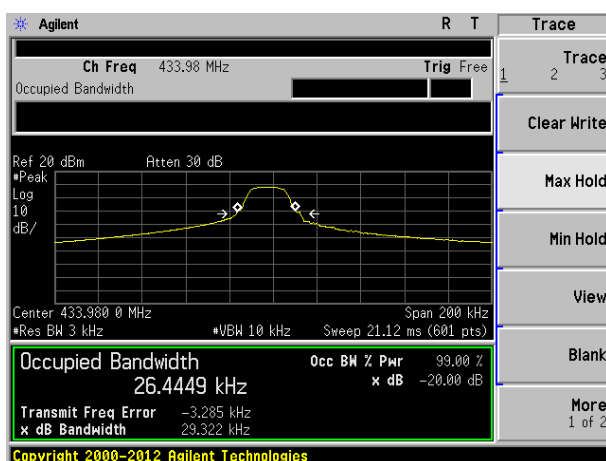 Agilent R T Trace
Ch Freq 433.98 MHz Trig Free
Occupied Bandwidth
Trace
1 2 3
Clear Write
Max Hold
Min Hold
View
Blank
More
1 of 2
Ref 20 dBm Atten 30 dB
#Peak
Log
10
dB/
Center 433.980 0 MHz Span 200 kHz
#Res BW 3 kHz #VBW 10 kHz Sweep 21.12 ms (601 pts)
Occupied Bandwidth Occ BW % Pwr 99.00 %
26.4449 kHz x dB -20.00 dB
Transmit Freq Error -3.285 kHz
x dB Bandwidth 29.322 kHz
Copyright 2000-2012 Agilent Technologies